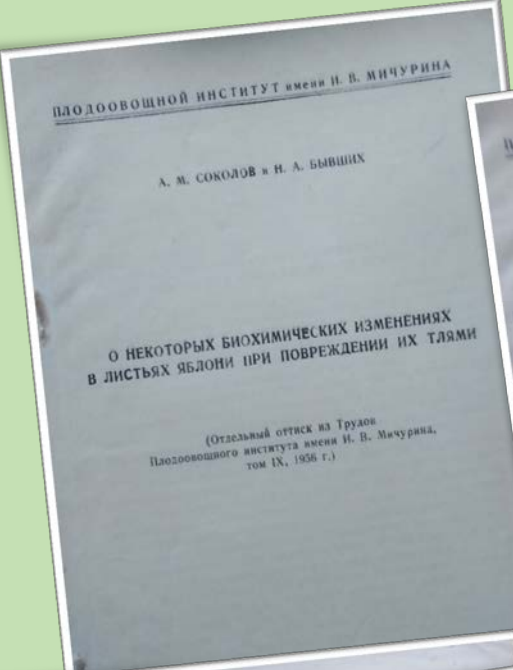 ПЛОДООВОЩНОЙ ИНСТИТУТ имени И. В. МИЧУРИНА
А. М. СОКОЛОВ и Н. А. БЫВШИХ
О НЕКОТОРЫХ БИОХИМИЧЕСКИХ ИЗМЕНЕНИЯХ
В ЛИСТЬЯХ ЯБЛОНИ ПРИ ПОВРЕЖДЕНИИ ИХ ТЛЯМИ
(Отдельный оттиск из Трудов
Плодоовощного института имени И. В. Мичурина,
том IX, 1956 г.)